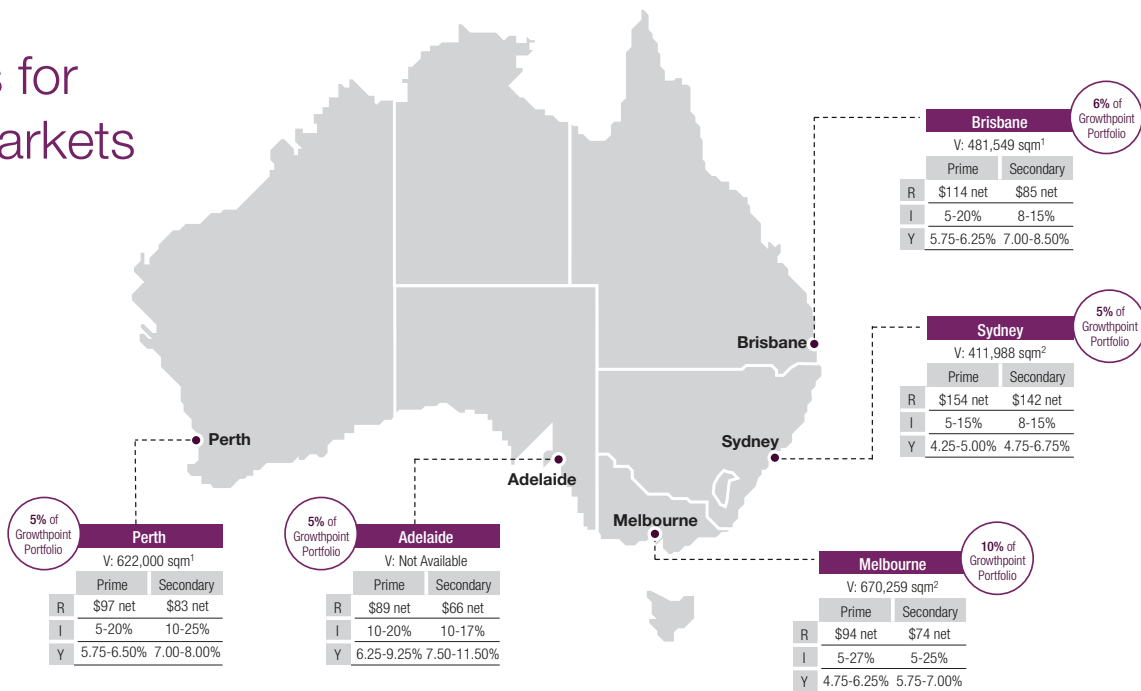 s for
arkets
6% of
Growthpoint
Portfolio
Brisbane
V: 481,549 sqm1
Prime Secondary
R $114 net $85 net
I 5-20% 8-15%
Y 5.75-6.25% 7.00-8.50%
5% of
Growthpoint
Portfolio
Sydney
V: 411,988 sqm2
Prime Secondary
R $154 net $142 net
I 5-15% 8-15%
Y 4.25-5.00% 4.75-6.75%
Brisbane
Sydney
Perth
Adelaide
Melbourne
5% of
Growthpoint
Portfolio
Perth
V: 622,000 sqm1
Prime Secondary
R $97 net $83 net
I 5-20% 10-25%
Y 5.75-6.50% 7.00-8.00%
5% of
Growthpoint
Portfolio
Adelaide
V: Not Available
Prime Secondary
R $89 net $66 net
I 10-20% 10-17%
Y 6.25-9.25% 7.50-11.50%
10% of
Growthpoint
Portfolio
Melbourne
V: 670,259 sqm2
Prime Secondary
R $94 net $74 net
I 5-27% 5-25%
Y 4.75-6.25% 5.75-7.00%